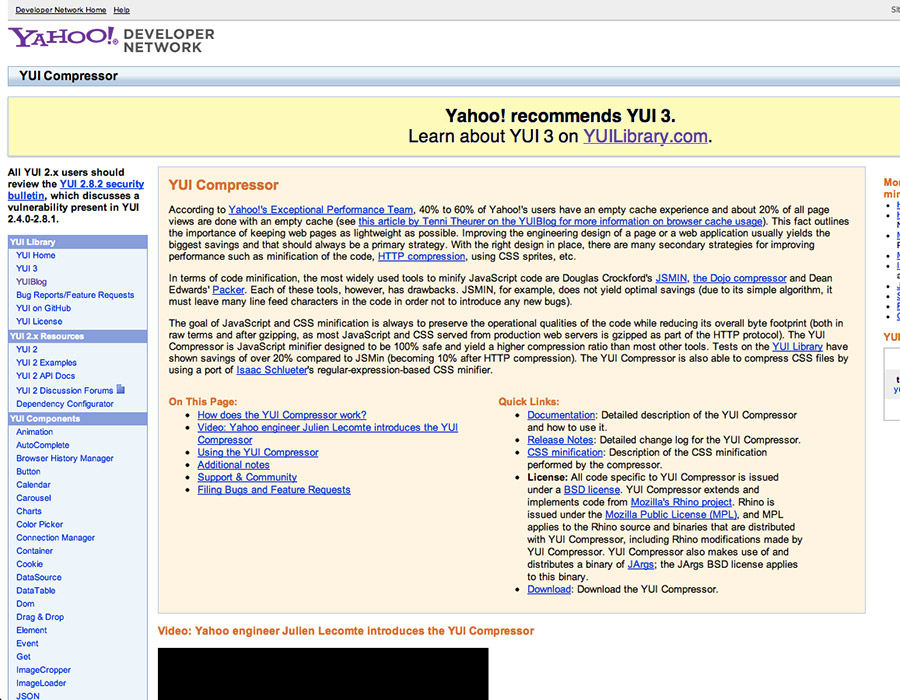 Developer Network Home Help
YAHOO! DEVELOPER
NETWORK
YUI Compressor
Yahoo! recommends YUI 3.
Learn about YUI 3 on YUILibrary.com.
All YUI 2.x users should
review the YUI 2.8.2 security
bulletin, which discusses a
vulnerability present in YUI
2.4.0-2.8.1.
YUI Library
YUI Home
YUI 3
YUIBlog
Bug Reports/Feature Requests
YUI on GitHub
YUI License
YUI 2.x Resources
YUI 2
YUI 2 Examples
YUI 2 API Docs
YUI 2 Discussion Forums
Dependency Configurator
YUI Components
Animation
AutoComplete
Browser History Manager
Button
Calendar
Carousel
Charts
Color Picker
Connection Manager
Container
Cookie
DataSource
DataTable
Dom
Drag & Drop
Element
Event
Get
ImageCropper
ImageLoader
JSON
YUI Compressor
According to Yahoo!'s Exceptional Performance Team, 40% to 60% of Yahoo!'s users have an empty cache experience and about 20% of all page
views are done with an empty cache (see this article by Tenni Theurer on the YUIBlog for more information on browser cache usage). This fact outlines
the importance of keeping web pages as lightweight as possible. Improving the engineering design of a page or a web application usually yields the
biggest savings and that should always be a primary strategy. With the right design in place, there are many secondary strategies for improving
performance such as minification of the code, HTTP compression, using CSS sprites, etc.
In terms of code minification, the most widely used tools to minify JavaScript code are Douglas Crockford's JSMIN, the Dojo compressor and Dean
Edwards' Packer. Each of these tools, however, has drawbacks. JSMIN, for example, does not yield optimal savings (due to its simple algorithm, it
must leave many line feed characters in the code in order not to introduce any new bugs).
The goal of JavaScript and CSS minification is always to preserve the operational qualities of the code while reducing its overall byte footprint (both in
raw terms and after gzipping, as most JavaScript and CSS served from production web servers is gzipped as part of the HTTP protocol). The YUI
Compressor is JavaScript minifier designed to be 100% safe and yield a higher compression ratio than most other tools. Tests on the YUI Library have
shown savings of over 20% compared to JSMin (becoming 10% after HTTP compression). The YUI Compressor is also able to compress CSS files by
using a port of Isaac Schlueter's regular-expression-based CSS minifier.
On This Page:
How does the YUI Compressor work?
Video: Yahoo engineer Julien Lecomte introduces the YUI
Compressor
Using the YUI Compressor
Additional notes
Support & Community
Filing Bugs and Feature Requests
Quick Links:
Documentation: Detailed description of the YUI Compressor
and how to use it.
Release Notes: Detailed change log for the YUI Compressor.
CSS minification: Description of the CSS minification
performed by the compressor.
License: All code specific to YUI Compressor is issued
under a BSD license. YUI Compressor extends and
implements code from Mozilla's Rhino project. Rhino is
issued under the Mozilla Public License (MPL), and MPL
applies to the Rhino source and binaries that are distributed
with YUI Compressor, including Rhino modifications made by
YUI Compressor. YUI Compressor also makes use of and
distributes a binary of JArgs; the JArgs BSD license applies
to this binary.
Download: Download the YUI Compressor.
Video: Yahoo engineer Julien Lecomte introduces the YUI Compressor
YUI